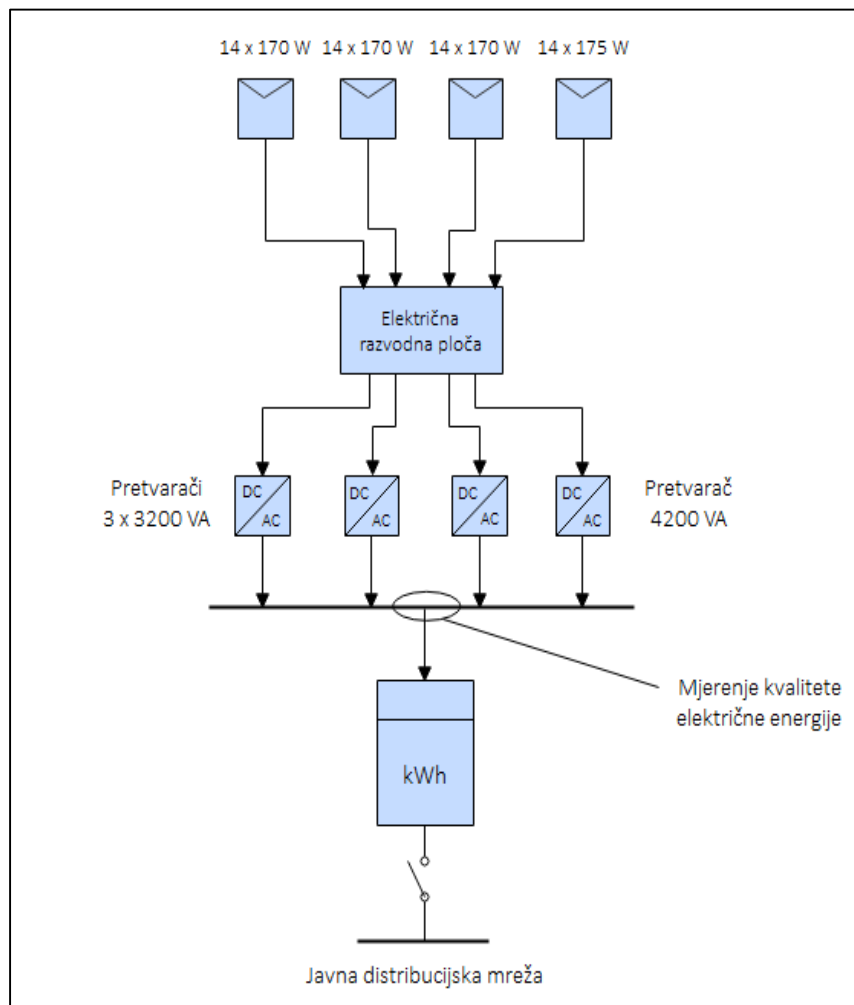 14 x 170 W 14 x 170 W 14 x 170 W 14 x 175 W
Električna
razvodna ploča
Pretvarači
3 x 3200 VA
DC
AC
DC
AC
DC
AC
DC
AC
Pretvarač
4200 VA
Mjerenje kvalitete
električne energije
kWh
Javna distribucijska mreža